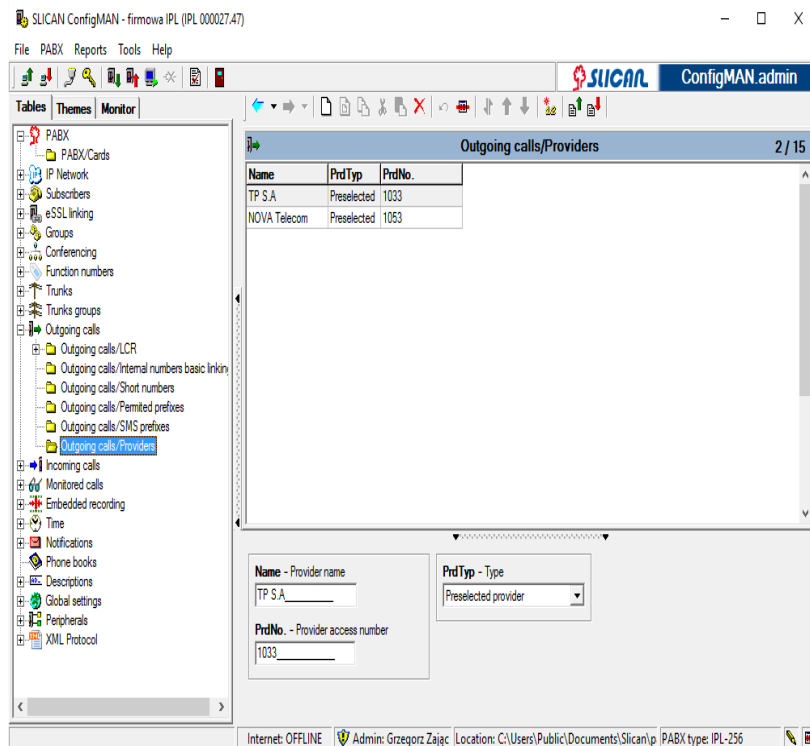 SLICAN ConfigMAN - firmowa IPL (IPL 000027.47)
File PABX Reports Tools Help
SLICAN ConfigMAN.admin
Tables Themes Monitor
Outgoing calls/Providers 2 / 15
PABX
PABX/Cards
IP Network
Subscribers
eSSL linking
Groups
Conferencing
Function numbers
Trunks
Trunks groups
Outgoing calls
Outgoing calls/LCR
Outgoing calls/Internal numbers basic linkin
Outgoing calls/Short numbers
Outgoing calls/Permited prefixes
Outgoing calls/SMS prefixes
Outgoing calls/Providers
Incoming calls
Monitored calls
Embedded recording
Time
Notifications
Phone books
Descriptions
Global settings
Peripherals
XML Protocol
Name PrdTyp PrdNo.
TP S.A Preselected 1033
NOVA Telecom Preselected 1053
Name - Provider name
TP S.A__________
PrdNo. - Provider access number
1033____________
PrdTyp - Type
Preselected provider
Internet: OFFLINE Admin: Grzegorz Zając Location: C:\Users\Public\Documents\Slican\p PABX type: IPL-256